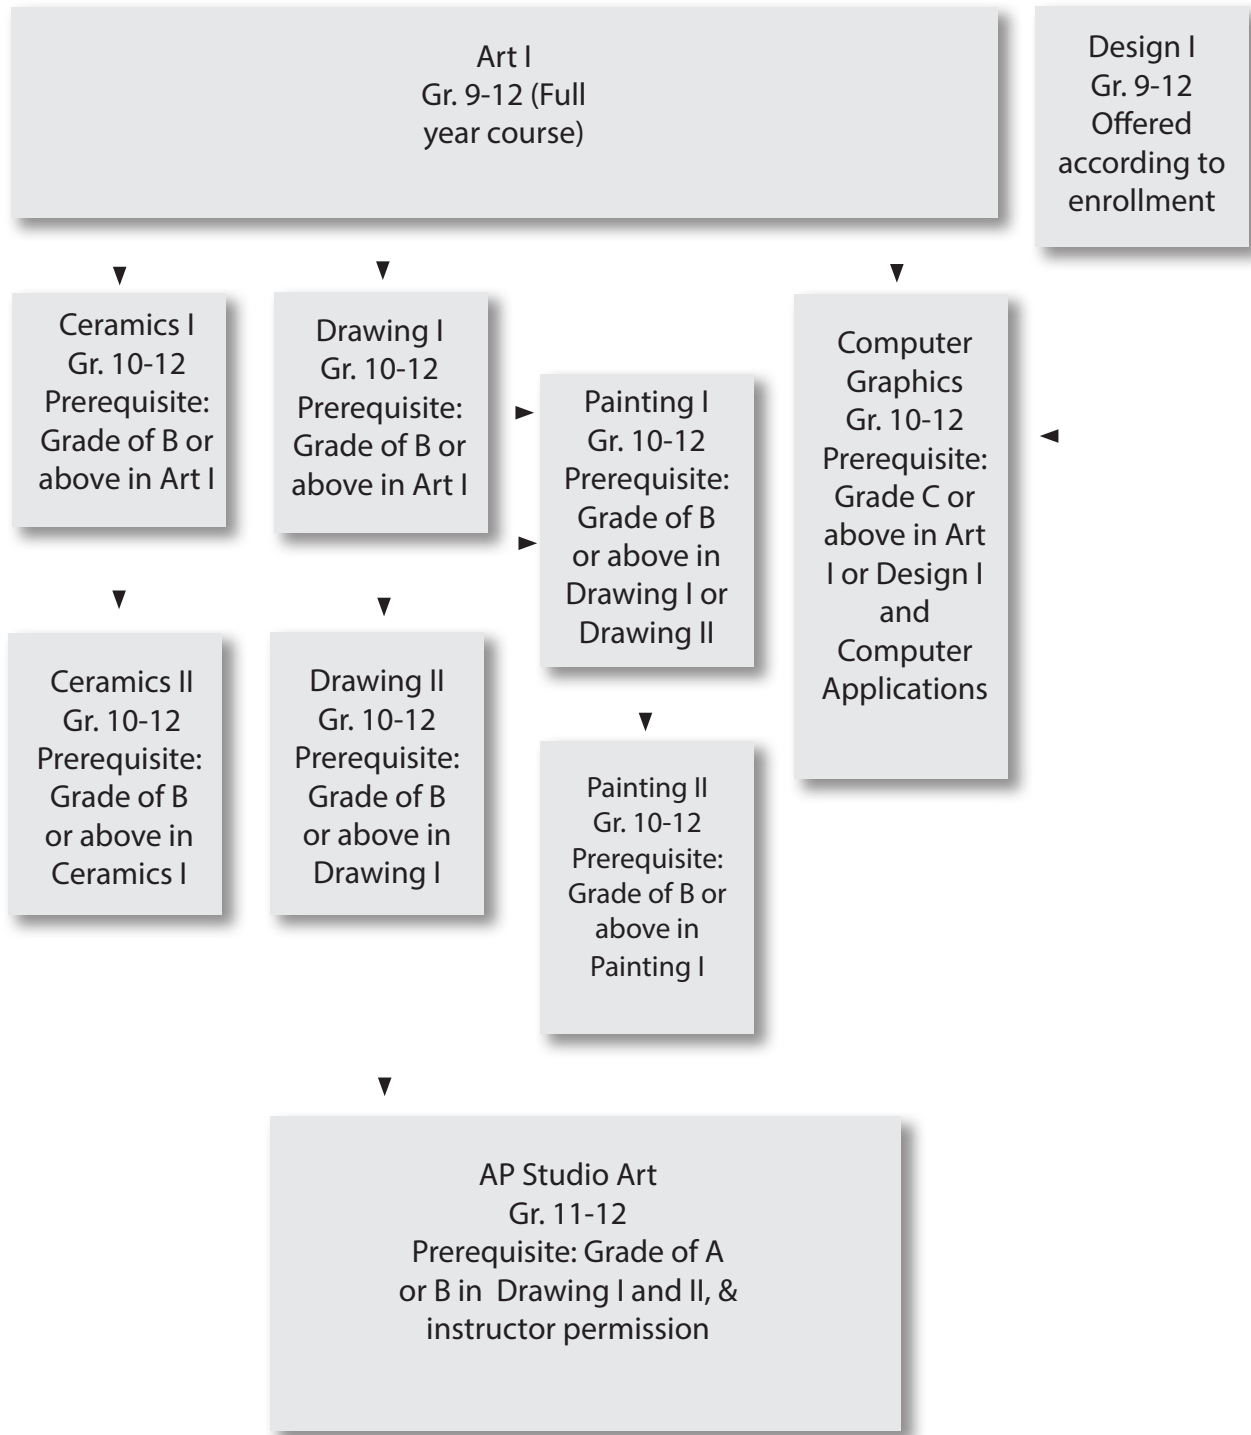 Art I
Gr. 9-12 (Full
year course)
Design I
Gr. 9-12
Offered
according to
enrollment
Ceramics I
Gr. 10-12
Prerequisite:
Grade of B or
above in Art I
Drawing I
Gr. 10-12
Prerequisite:
Grade of B or
above in Art I
Painting I
Gr. 10-12
Prerequisite:
Grade of B
or above in
Drawing I or
Drawing II
Computer
Graphics
Gr. 10-12
Prerequisite:
Grade C or
above in Art
I or Design I
and
Computer
Applications
Ceramics II
Gr. 10-12
Prerequisite:
Grade of B
or above in
Ceramics I
Drawing II
Gr. 10-12
Prerequisite:
Grade of B
or above in
Drawing I
Painting II
Gr. 10-12
Prerequisite:
Grade of B or
above in
Painting I
AP Studio Art
Gr. 11-12
Prerequisite: Grade of A
or B in Drawing I and II, &
instructor permission